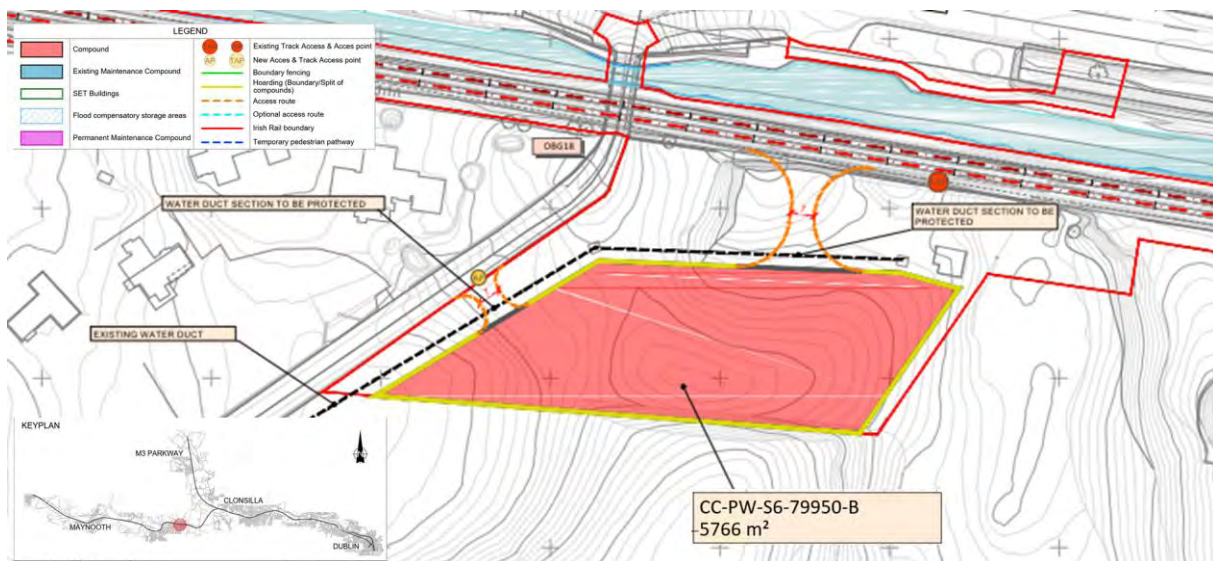 LEGEND
Compound
Existing Maintenance Compound
SET Buildings
Flood compensatory storage areas
Permanent Maintenance Compound
Existing Track Access & Acces point
AP
TAP
New Acces & Track Access point
Boundary fencing
Hoarding (Boundary/Split of
compounds)
Access route
Optional access route
Irish Rail boundary
Temporary pedestrian pathway
OBG18
WATER DUCT SECTION TO BE PROTECTED
WATER DUCT SECTION TO BE
PROTECTED
AP
EXISTING WATER DUCT
CC-PW-S6-79950-B
5766 m²
KEYPLAN
M3 PARKWAY
CLONSILLA
MAYNOOTH
DUBLIN